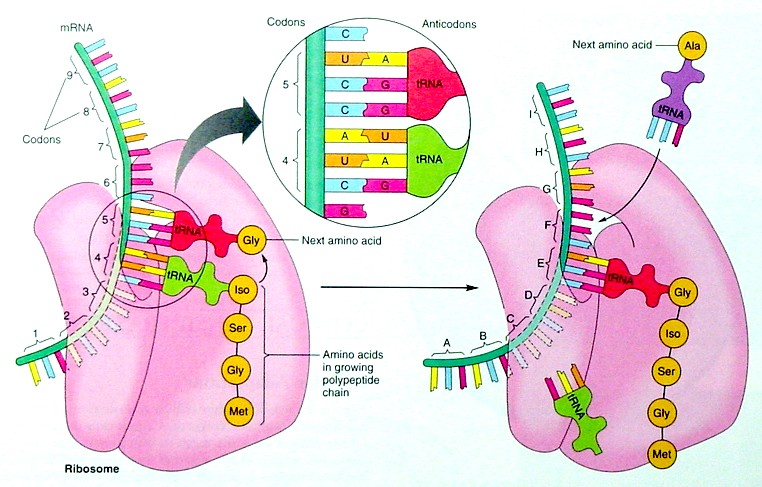 mRNA
9
8
Codons
7
6
5
4
3
2
1
tRNA
Gly
Next amino acid
tRNA
Iso
Ser
Gly
Met
Amino acids
in growing
polypeptide
chain
Ribosome
Codons
Anticodons
C
5
U A
C G
C G
tRNA
4
A U
U A
C G
tRNA
G
Next amino acid
Ala
tRNA
I
H
G
F
E
D
C
B
A
tRNA
Gly
Iso
Ser
Gly
Met
tRNA